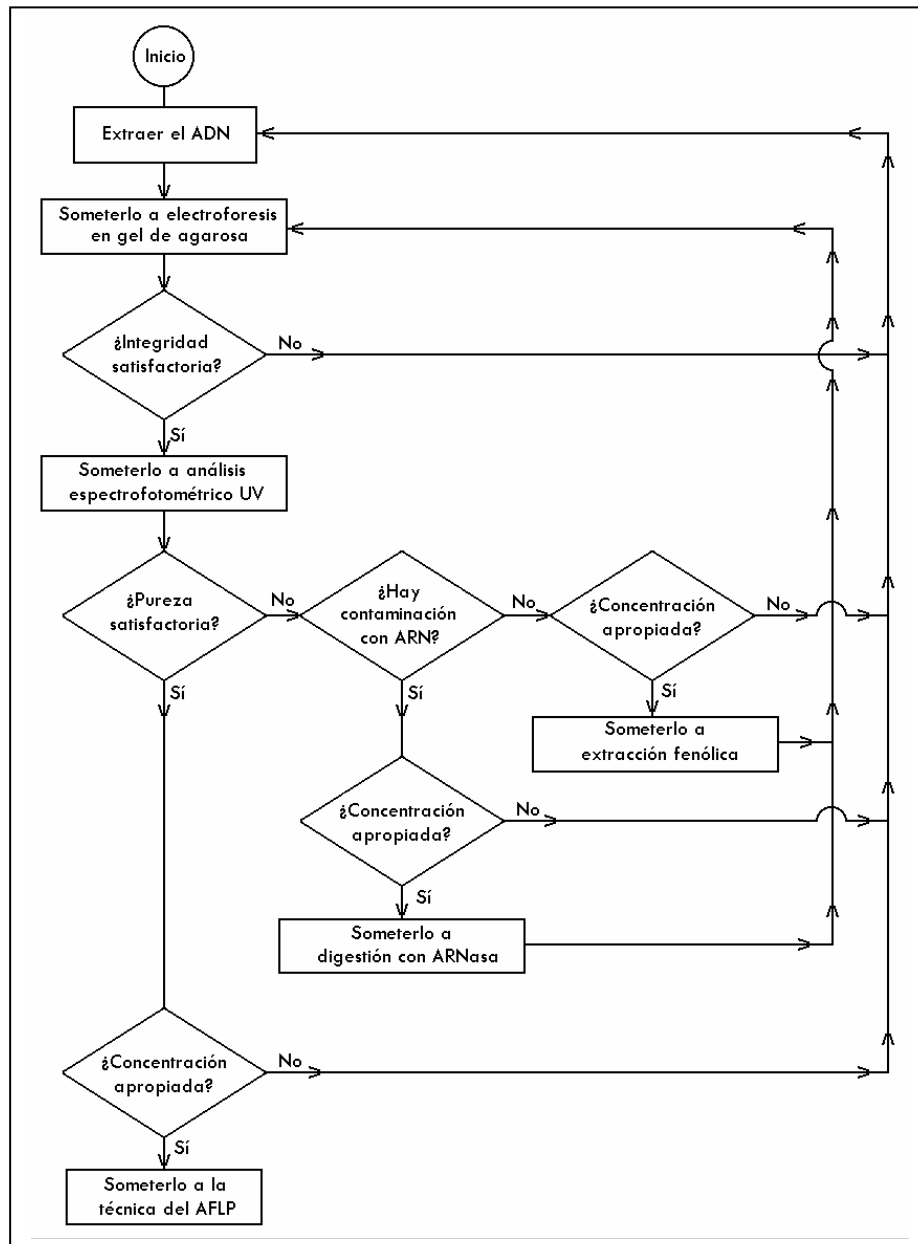 Inicio
Extraer el ADN
Someterlo a electroforesis
en gel de agarosa
¿Integridad
satisfactoria?
No
Sí
Someterlo a análisis
espectrofotométrico UV
¿Pureza
satisfactoria?
No
¿Hay
contaminación
con ARN?
No
¿Concentración
apropiada?
No
Sí
Sí
Sí
Someterlo a
extracción fenólica
¿Concentración
apropiada?
No
Sí
Someterlo a
digestión con ARNasa
¿Concentración
apropiada?
No
Sí
Someterlo a la
técnica del AFLP